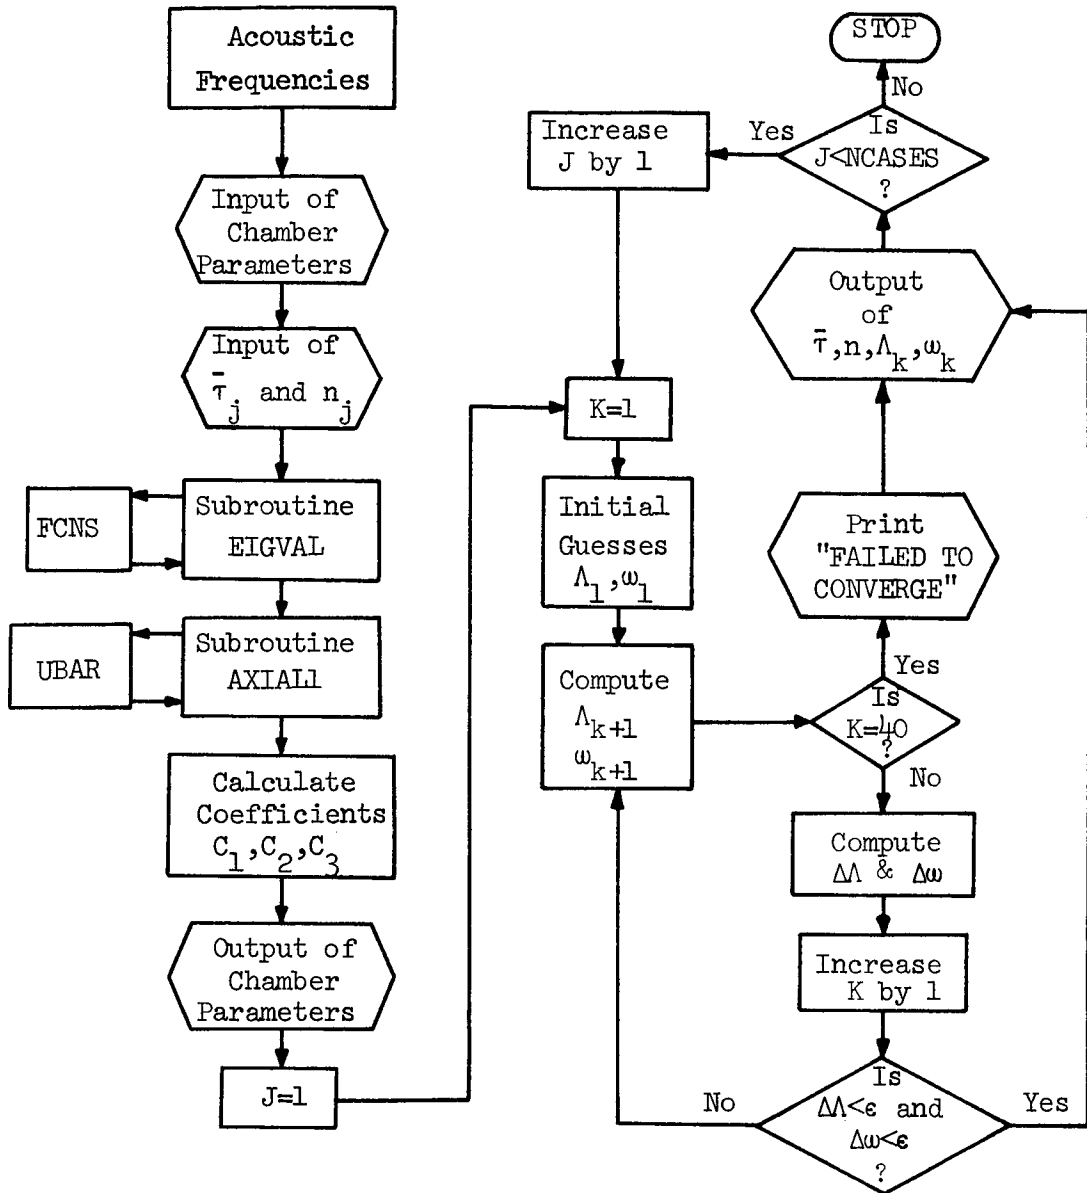 Acoustic
Frequencies
Input of
Chamber
Parameters
Input of
τ̄j and nj
Subroutine
EIGVAL
FCNS
Subroutine
AXIAL1
UBAR
Calculate
Coefficients
C1,C2,C3
Output of
Chamber
Parameters
J=1
K=1
Initial
Guesses
Λ1,ω1
Compute
Λk+1
ωk+1
Is
K=40
?
Yes
No
Print
"FAILED TO
CONVERGE"
Compute
ΔΛ & Δω
Increase
K by 1
Is
ΔΛ<ϵ and
Δω<ϵ
?
No
Yes
Output
of
τ̄,n,Λk,ωk
Is
J<NCASES
?
Yes
No
Increase
J by 1
STOP